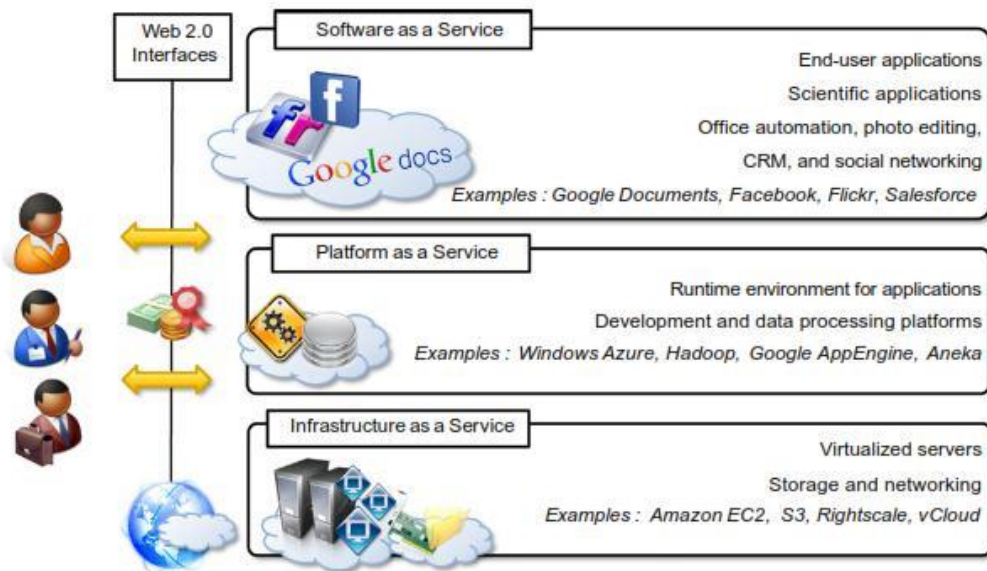 Web 2.0
Interfaces
Software as a Service
End-user applications
Scientific applications
Office automation, photo editing,
CRM, and social networking
Examples : Google Documents, Facebook, Flickr, Salesforce
f
fr
Google docs
Platform as a Service
Runtime environment for applications
Development and data processing platforms
Examples : Windows Azure, Hadoop, Google AppEngine, Aneka
Infrastructure as a Service
Virtualized servers
Storage and networking
Examples : Amazon EC2, S3, Rightscale, vCloud